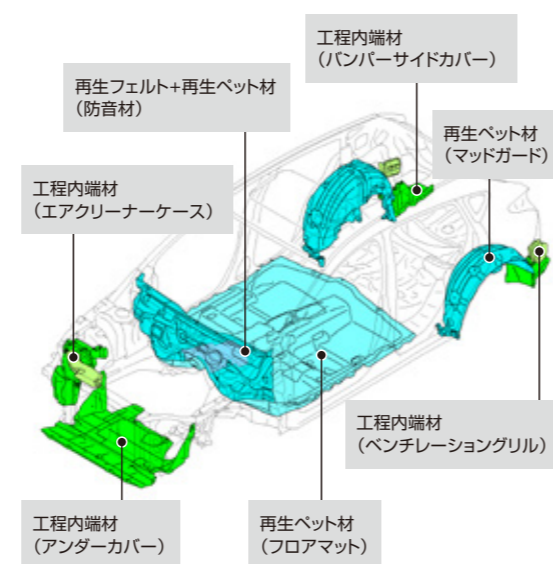 工程内端材
（バンパーサイドカバー）
再生フェルト+再生ペット材
（防音材）
再生ペット材
（マッドガード）
工程内端材
（エアクリーナーケース）
工程内端材
（ベンチレーショングリル）
工程内端材
（アンダーカバー）
再生ペット材
（フロアマット）